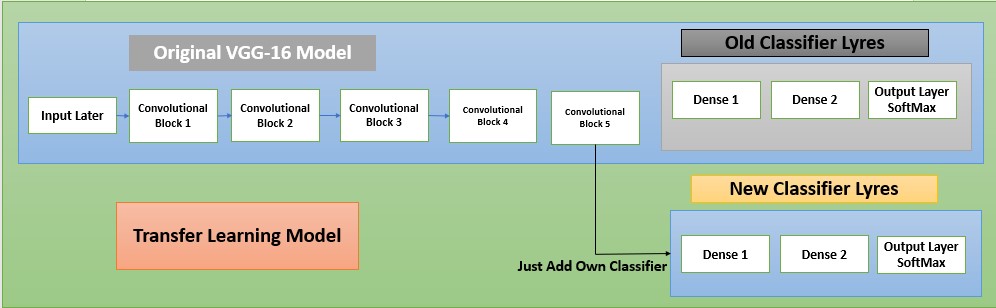 Original VGG-16 Model
Old Classifier Lyres
Input Later
Convolutional
Block 1
Convolutional
Block 2
Convolutional
Block 3
Convolutional
Block 4
Convolutional
Block 5
Dense 1
Dense 2
Output Layer
SoftMax
New Classifier Lyres
Transfer Learning Model
Just Add Own Classifier
Dense 1
Dense 2
Output Layer
SoftMax